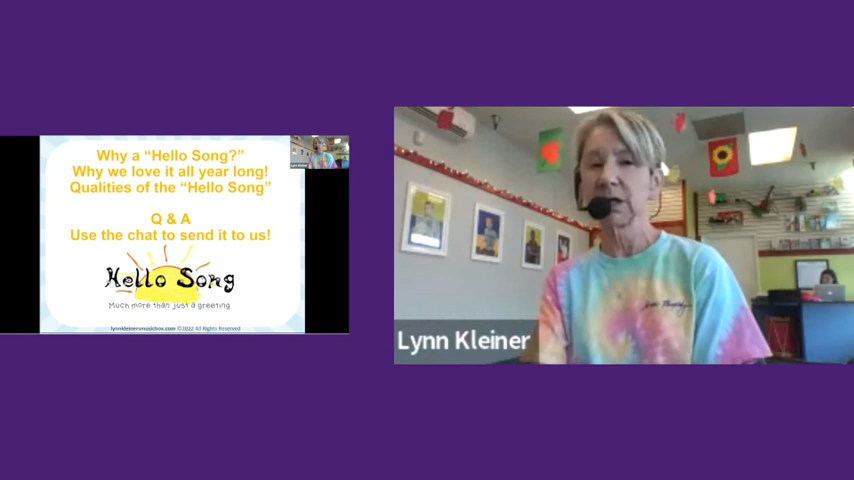 Why a “Hello Song?”
Why we love it all year long!
Qualities of the “Hello Song”
Q & A
Use the chat to send it to us!
Hello Song
Much more than just a greeting
lynnkleinersmusicbox.com ©2022 All Rights Reserved
Lynn Kleiner